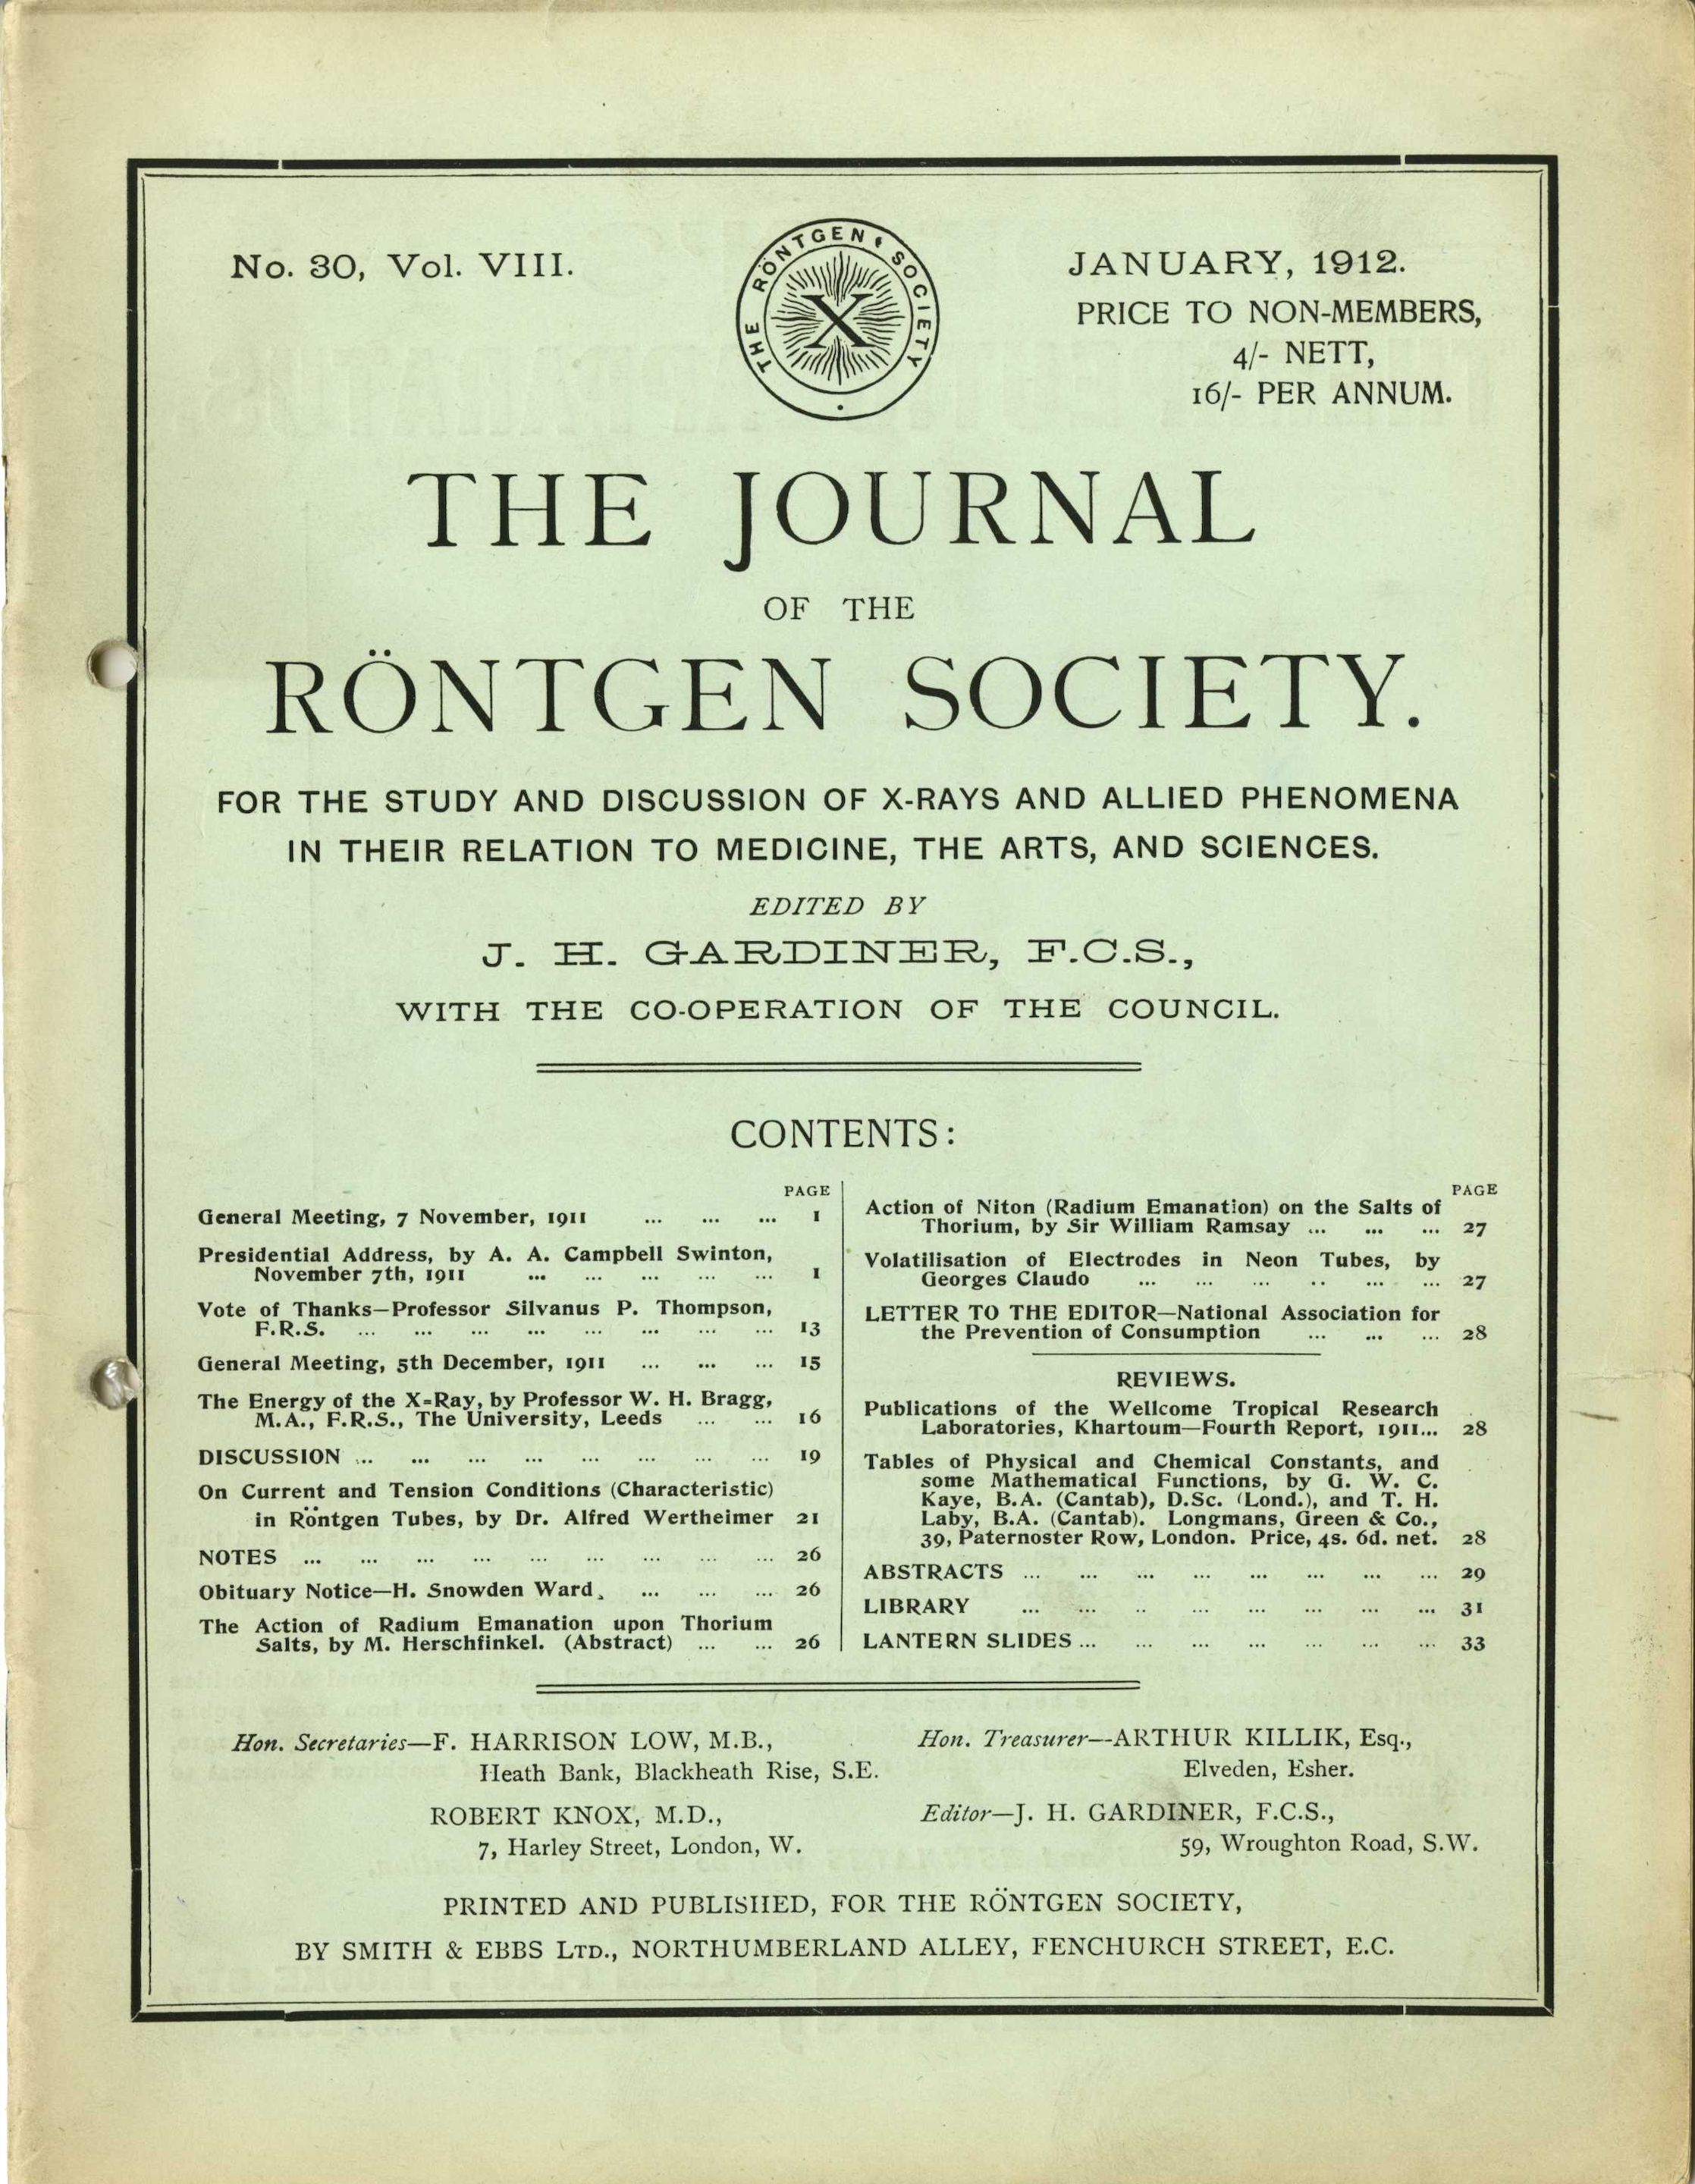 No. 30, Vol. VIII.
THE RÖNTGEN SOCIETY
X
JANUARY, 1912.
PRICE TO NON-MEMBERS,
4/- NETT,
16/- PER ANNUM.
THE JOURNAL
OF THE
RÖNTGEN SOCIETY.
FOR THE STUDY AND DISCUSSION OF X-RAYS AND ALLIED PHENOMENA
IN THEIR RELATION TO MEDICINE, THE ARTS, AND SCIENCES.
EDITED BY
J. H. GARDINER, F.C.S.,
WITH THE CO-OPERATION OF THE COUNCIL.
CONTENTS:
PAGE
General Meeting, 7 November, 1911 ... ... ... 1
Presidential Address, by A. A. Campbell Swinton,
November 7th, 1911 ... ... ... ... ... 1
Vote of Thanks—Professor Silvanus P. Thompson,
F.R.S. ... ... ... ... ... ... ... ... 13
General Meeting, 5th December, 1911 ... ... ... 15
The Energy of the X-Ray, by Professor W. H. Bragg,
M.A., F.R.S., The University, Leeds ... ... 16
DISCUSSION ... ... ... ... ... ... ... ... 19
On Current and Tension Conditions (Characteristic)
in Röntgen Tubes, by Dr. Alfred Wertheimer 21
NOTES ... ... ... ... ... ... ... ... ... 26
Obituary Notice—H. Snowden Ward, ... ... ... 26
The Action of Radium Emanation upon Thorium
Salts, by M. Herschfinkel. (Abstract) ... ... 26
PAGE
Action of Niton (Radium Emanation) on the Salts of
Thorium, by Sir William Ramsay ... ... ... 27
Volatilisation of Electrodes in Neon Tubes, by
Georges Claudo ... ... ... .. ... ... 27
LETTER TO THE EDITOR—National Association for
the Prevention of Consumption ... ... ... 28
REVIEWS.
Publications of the Wellcome Tropical Research
Laboratories, Khartoum—Fourth Report, 1911... 28
Tables of Physical and Chemical Constants, and
some Mathematical Functions, by G. W. C.
Kaye, B.A. (Cantab), D.Sc. (Lond.), and T. H.
Laby, B.A. (Cantab). Longmans, Green & Co.,
39, Paternoster Row, London. Price, 4s. 6d. net. 28
ABSTRACTS ... ... ... ... ... ... ... ... 29
LIBRARY ... ... .. ... ... ... ... ... 31
LANTERN SLIDES ... ... ... ... ... ... ... 33
Hon. Secretaries—F. HARRISON LOW, M.B.,
Heath Bank, Blackheath Rise, S.E.
ROBERT KNOX, M.D.,
7, Harley Street, London, W.
Hon. Treasurer—ARTHUR KILLIK, Esq.,
Elveden, Esher.
Editor—J. H. GARDINER, F.C.S.,
59, Wroughton Road, S.W.
PRINTED AND PUBLISHED, FOR THE RÖNTGEN SOCIETY,
BY SMITH & EBBS LTD., NORTHUMBERLAND ALLEY, FENCHURCH STREET, E.C.